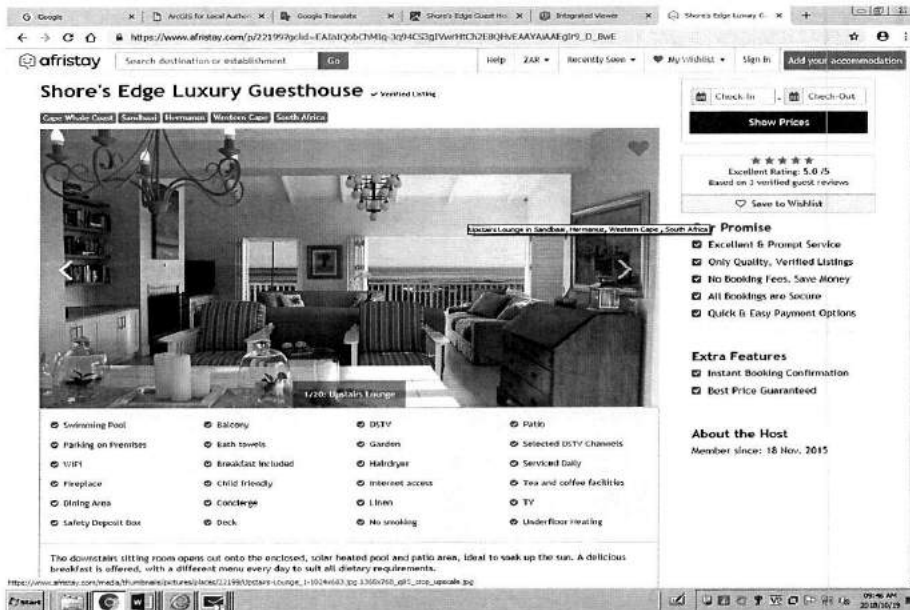 Google
ArcGIS for Local Author
Google Translate
Shore's Edge Guest Ho
Integrated Viewer
Shore's Edge Luxury G
afristay
Search destination or establishment
Go
Help
ZAR
Recently Seen
My Wishlist
Sign In
Add your accommodation
Shore's Edge Luxury Guesthouse
Verified Listing
Cape Whale Coast
Sandbaai
Hermanus
Western Cape
South Africa
Check-In
Check-Out
Show Prices
Excellent Rating: 5.0 /5
Based on 3 verified guest reviews
Save to Wishlist
Upstairs Lounge in Sandbaai, Hermanus, Western Cape , South Africa
r Promise
Excellent & Prompt Service
Only Quality, Verified Listings
No Booking Fees, Save Money
All Bookings are Secure
Quick & Easy Payment Options
Extra Features
Instant Booking Confirmation
Best Price Guaranteed
About the Host
Member since: 18 Nov, 2015
1/20: Upstairs Lounge
Swimming Pool
Balcony
DSTV
Patio
Parking on Premises
Bath towels
Garden
Selected DSTV Channels
WIFI
Breakfast Included
Hairdryer
Serviced Daily
Fireplace
Child friendly
Internet access
Tea and coffee facilities
Dining Area
Concierge
Linen
TV
Safety Deposit Box
Deck
No smoking
Underfloor Heating
The downstairs sitting room opens out onto the enclosed, solar heated pool and patio area, ideal to soak up the sun. A delicious
breakfast is offered, with a different menu every day to suit all dietary requirements.
Start
09:46 AM
2018/10/19